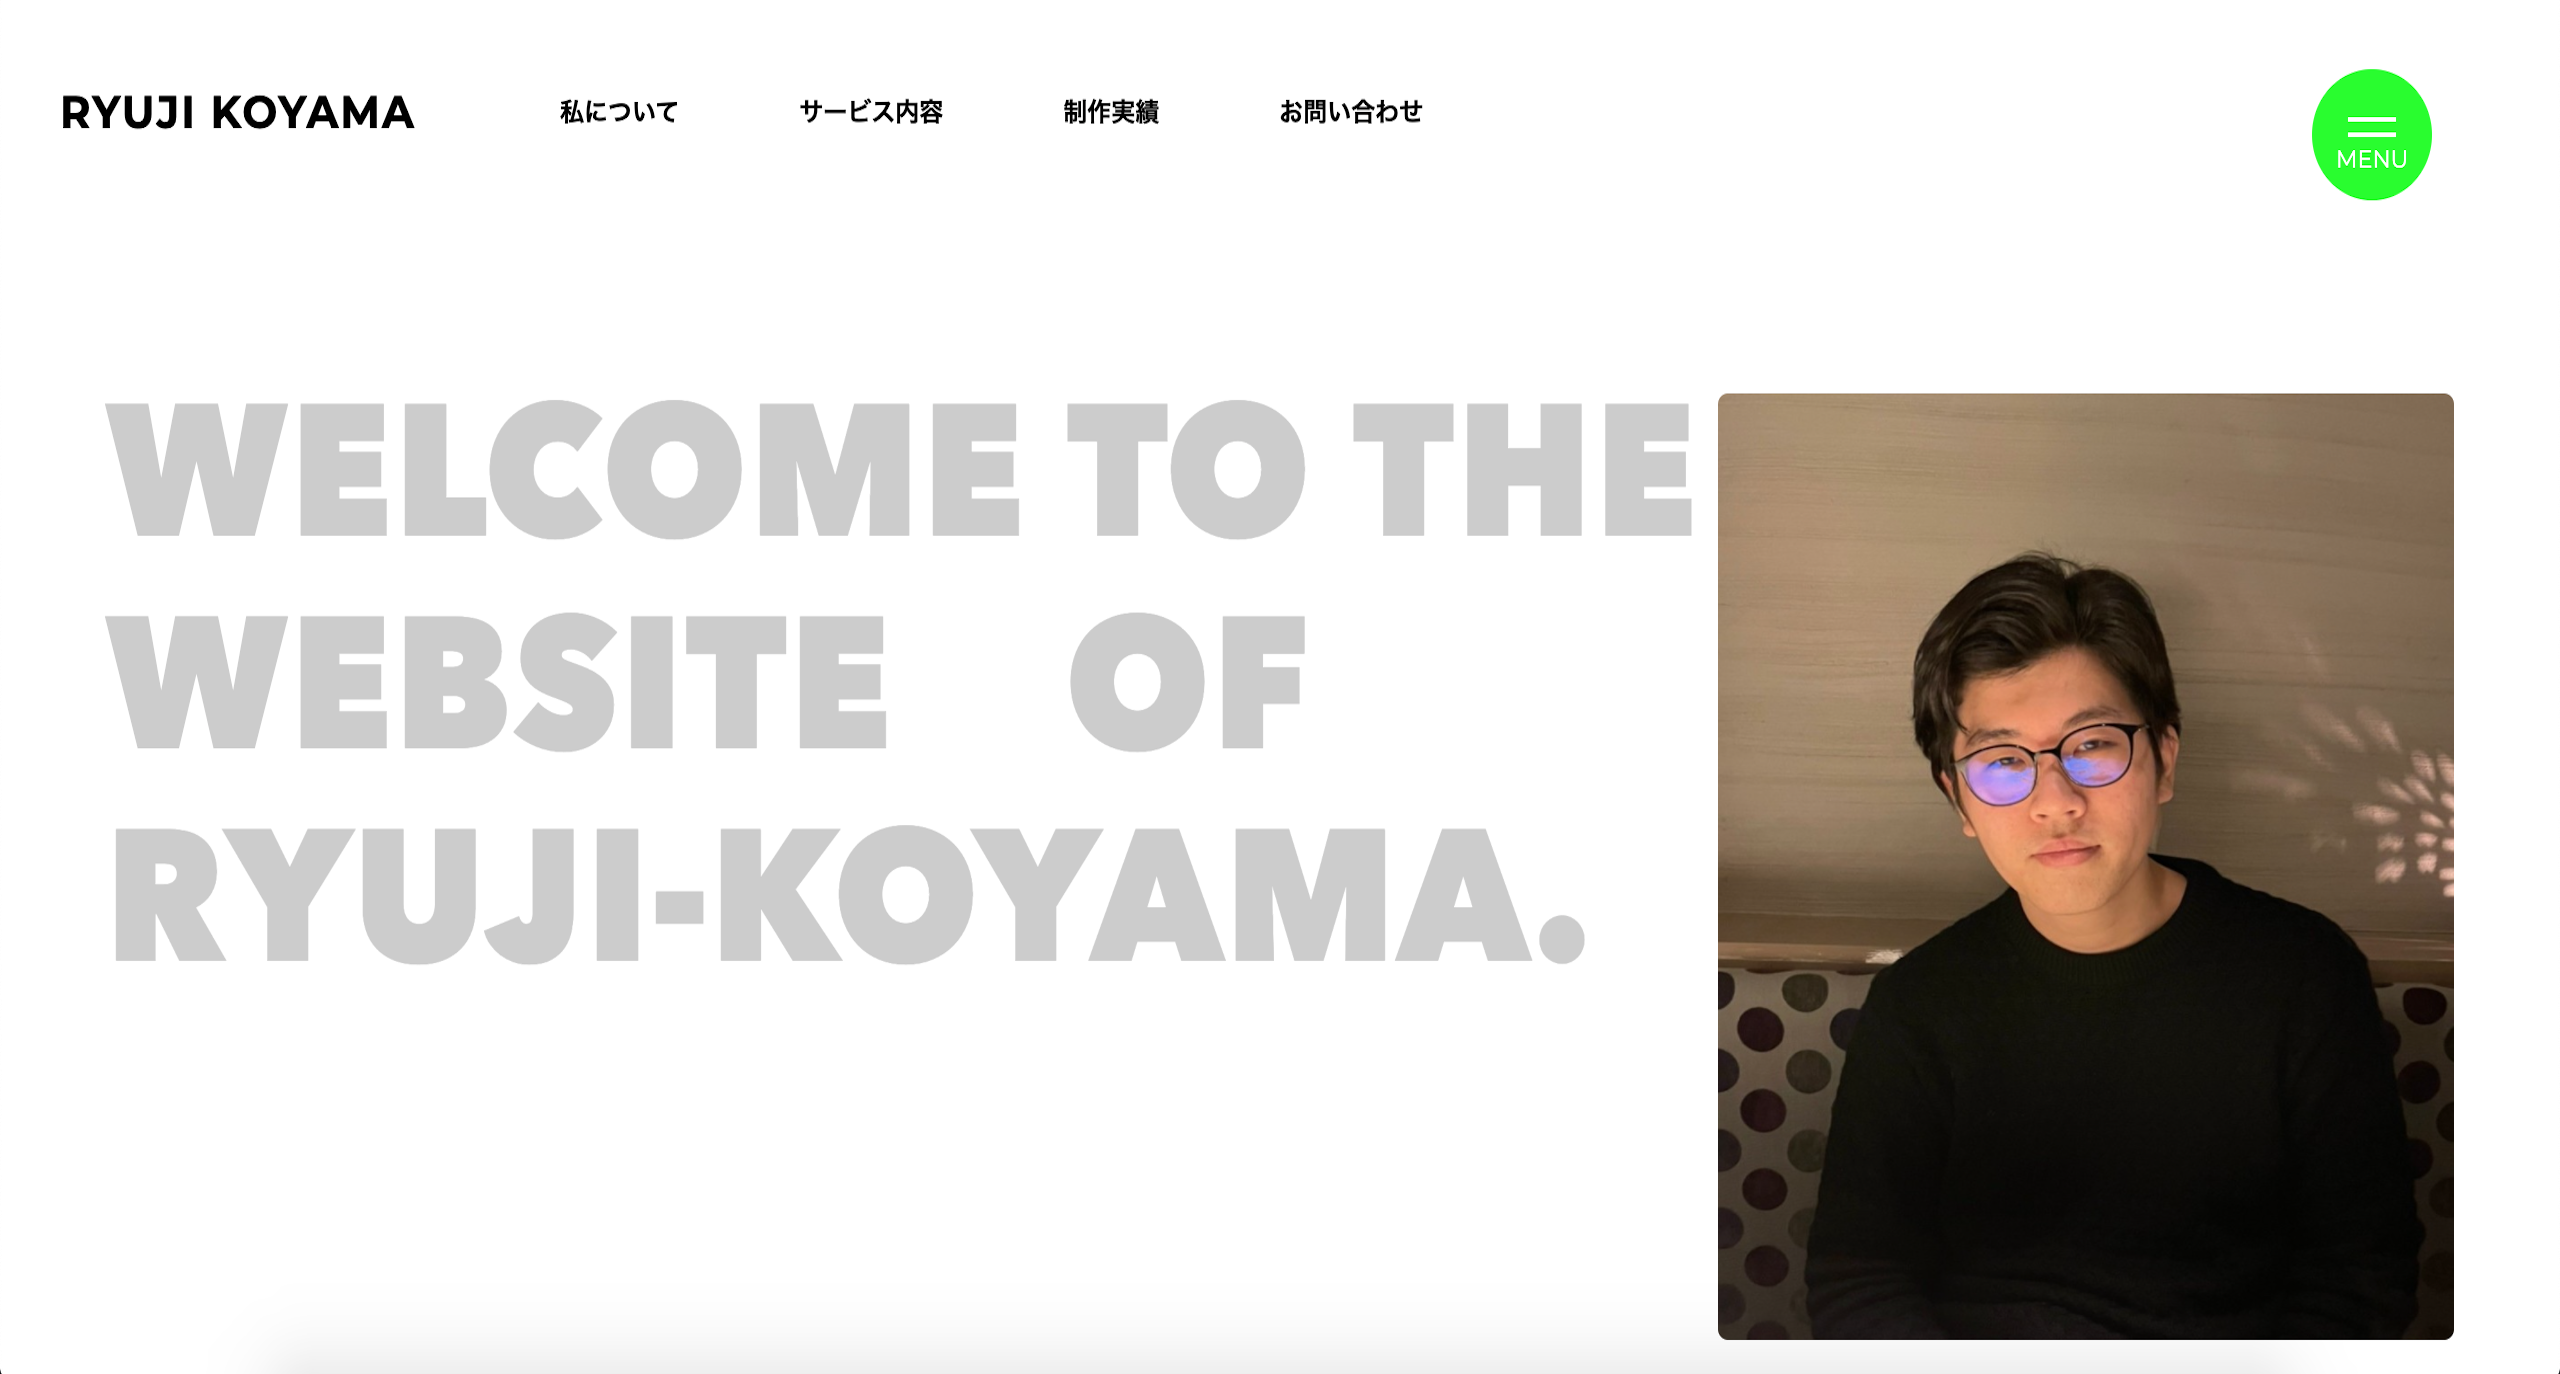 RYUJI KOYAMA
私について
サービス内容
制作実績
お問い合わせ
MENU
WELCOME TO THE
WEBSITE OF
RYUJI-KOYAMA.